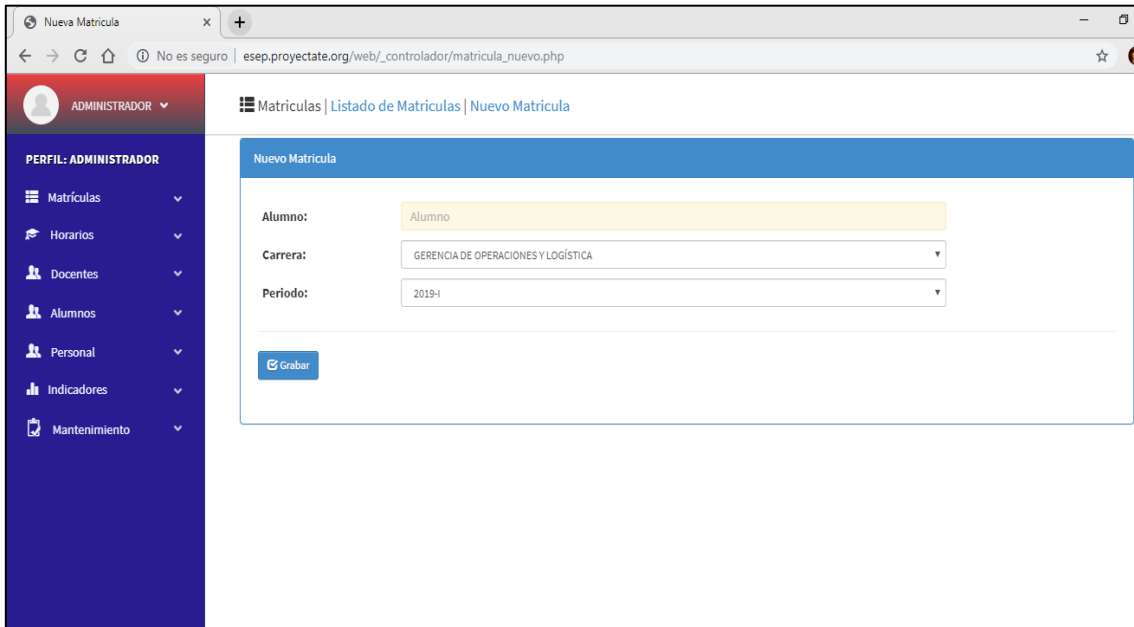 Nueva Matricula
No es seguro | esep.proyectate.org/web/_controlador/matricula_nuevo.php
ADMINISTRADOR
Matriculas | Listado de Matriculas | Nuevo Matricula
PERFIL: ADMINISTRADOR
Matrículas
Horarios
Docentes
Alumnos
Personal
Indicadores
Mantenimiento
Nuevo Matricula
Alumno: Alumno
Carrera: GERENCIA DE OPERACIONES Y LOGÍSTICA
Periodo: 2019-I
Grabar